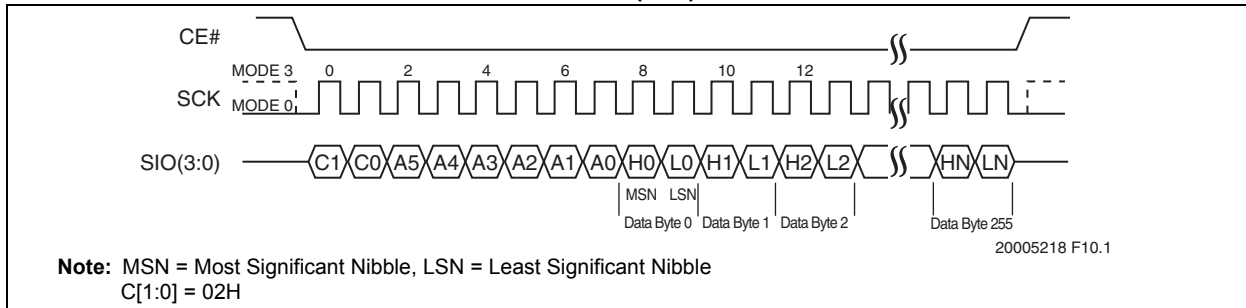 CE#
MODE 3 0 2 4 6 8 10 12
SCK
MODE 0
SIO(3:0) C1 C0 A5 A4 A3 A2 A1 A0 H0 L0 H1 L1 H2 L2 HN LN
MSN LSN
Data Byte 0 Data Byte 1 Data Byte 2 Data Byte 255
20005218 F10.1
Note: MSN = Most Significant Nibble, LSN = Least Significant Nibble
C[1:0] = 02H